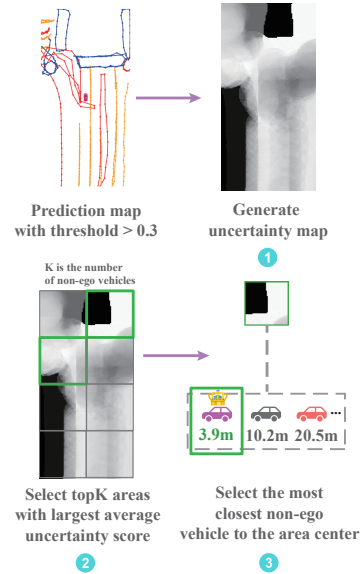 Prediction map
with threshold > 0.3
Generate
uncertainty map
1
K is the number
of non-ego vehicles
3.9m
10.2m
20.5m
...
Select topK areas
with largest average
uncertainty score
2
Select the most
closest non-ego
vehicle to the area center
3